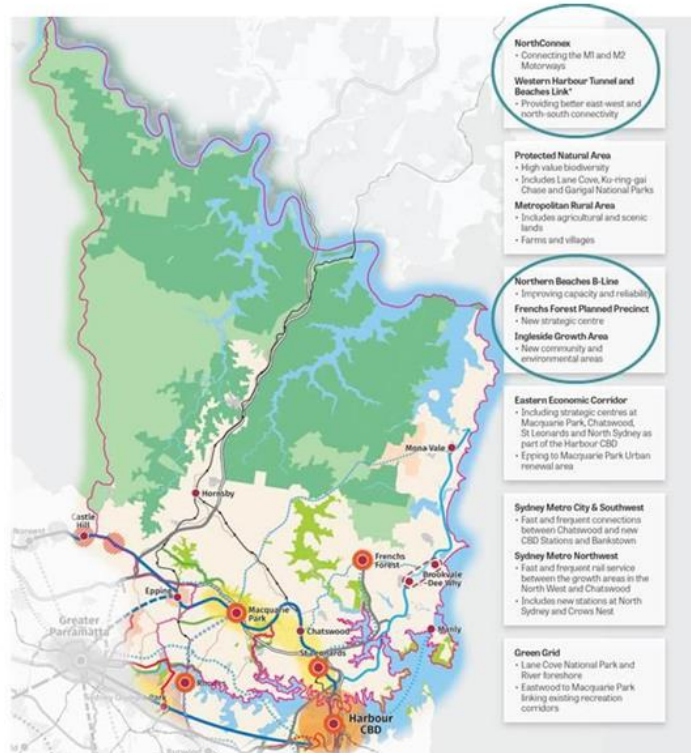 NorthConnex
• Connecting the M1 and M2
Motorways
Western Harbour Tunnel and
Beaches Link*
• Providing better east-west and
north-south connectivity
Protected Natural Area
• High value biodiversity
• Includes Lane Cove, Ku-ring-gai
Chase and Garigal National Parks
Metropolitan Rural Area
• Includes agricultural and scenic
lands
• Farms and villages
Northern Beaches B-Line
• Improving capacity and reliability
Frenchs Forest Planned Precinct
• New strategic centre
Ingleside Growth Area
• New community and
environmental areas
Eastern Economic Corridor
• Including strategic centres at
Macquarie Park, Chatswood,
St Leonards and North Sydney as
part of the Harbour CBD
• Epping to Macquarie Park Urban
renewal area
Sydney Metro City & Southwest
• Fast and frequent connections
between Chatswood and new
CBD Stations and Bankstown
Sydney Metro Northwest
• Fast and frequent rail service
between the growth areas in the
North West and Chatswood
• Includes new stations at North
Sydney and Crows Nest
Green Grid
• Lane Cove National Park and
River foreshore
• Eastwood to Macquarie Park
linking existing recreation
corridors
Mona Vale
Hornsby
Castle
Hill
Norwest
Frenchs
Forest
Brookvale
-Dee Why
Epping
Macquarie
Park
Greater
Parramatta
Chatswood
Manly
St Leonards
Park
Harbour
CBD